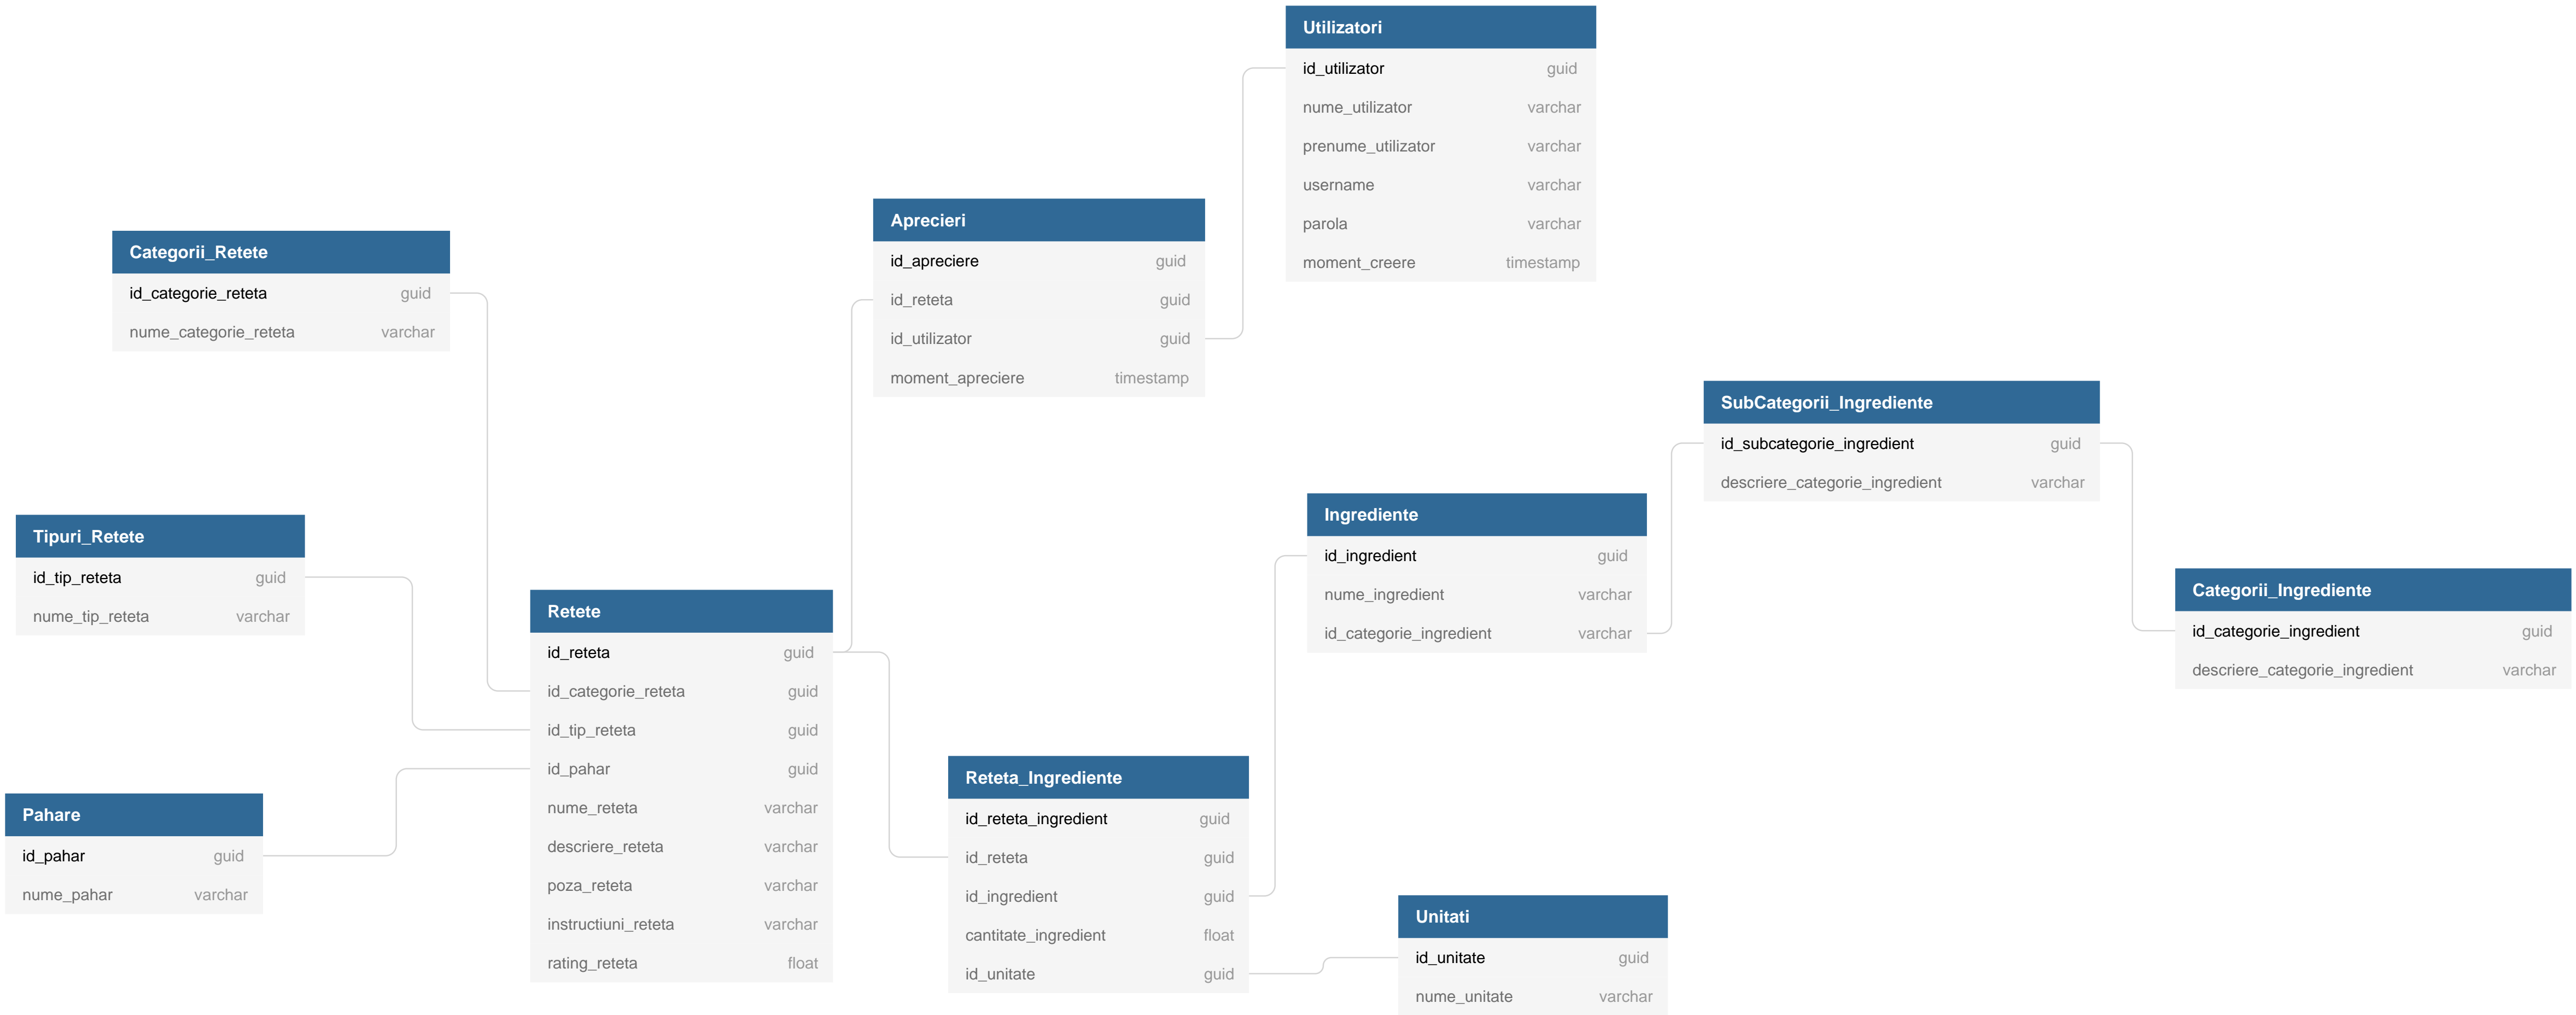 Utilizatori
id_utilizator guid
nume_utilizator varchar
prenume_utilizator varchar
username varchar
parola varchar
moment_creere timestamp
Aprecieri
id_apreciere guid
id_reteta guid
id_utilizator guid
moment_apreciere timestamp
Categorii_Retete
id_categorie_reteta guid
nume_categorie_reteta varchar
SubCategorii_Ingrediente
id_subcategorie_ingredient guid
descriere_categorie_ingredient varchar
Ingrediente
id_ingredient guid
nume_ingredient varchar
id_categorie_ingredient varchar
Tipuri_Retete
id_tip_reteta guid
nume_tip_reteta varchar
Categorii_Ingrediente
id_categorie_ingredient guid
descriere_categorie_ingredient varchar
Retete
id_reteta guid
id_categorie_reteta guid
id_tip_reteta guid
id_pahar guid
nume_reteta varchar
descriere_reteta varchar
poza_reteta varchar
instructiuni_reteta varchar
rating_reteta float
Reteta_Ingrediente
id_reteta_ingredient guid
id_reteta guid
id_ingredient guid
cantitate_ingredient float
id_unitate guid
Pahare
id_pahar guid
nume_pahar varchar
Unitati
id_unitate guid
nume_unitate varchar